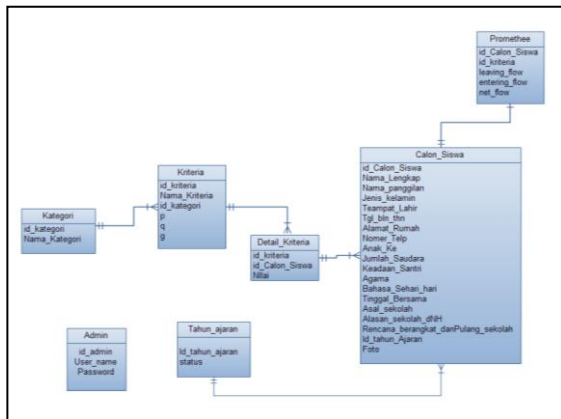 Promethee
id_Calon_Siswa
id_kriteria
leaving_flow
entering_flow
net_flow
Calon_Siswa
id_Calon_Siswa
Nama_Lengkap
Nama_panggilan
Jenis_kelamin
Teampat_Lahir
Tgl_bln_thn
Alamat_Rumah
Nomer_Telp
Anak_Ke
Jumlah_Saudara
Keadaan_Santri
Agama
Bahasa_Sehari_hari
Tinggal_Bersama
Asal_sekolah
Alasan_sekolah_dNH
Rencana_berangkat_danPulang_sekolah
Id_tahun_Ajaran
Foto
Kriteria
id_kriteria
Nama_Kriteria
id_kategori
p
q
g
Kategori
id_kategori
Nama_Kategori
Detail_Kriteria
id_kriteria
id_Calon_Siswa
Nilai
Admin
id_admin
User_name
Password
Tahun_ajaran
Id_tahun_ajaran
status